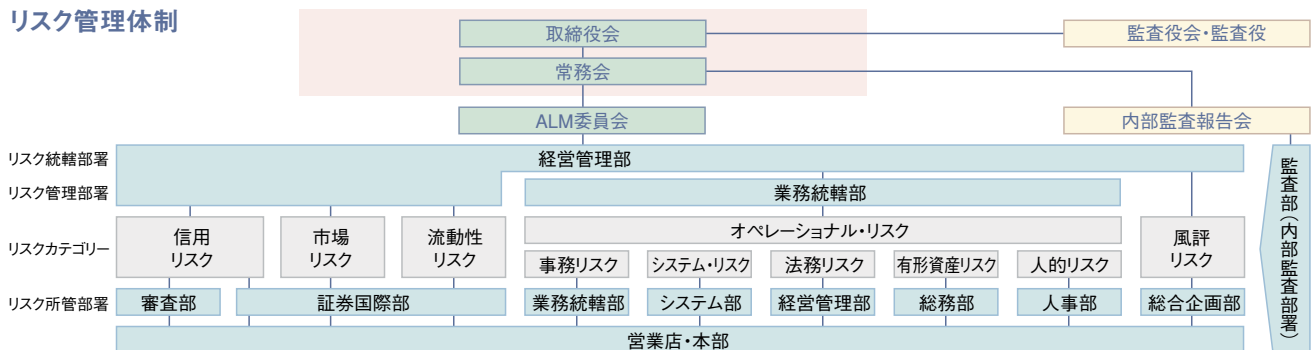 リスク管理体制
取締役会
監査役会・監査役
常務会
ALM委員会
内部監査報告会
リスク統轄部署
経営管理部
リスク管理部署
業務統轄部
リスクカテゴリー
信用
リスク
市場
リスク
流動性
リスク
オペレーショナル・リスク
風評
リスク
事務リスク
システム・リスク
法務リスク
有形資産リスク
人的リスク
リスク所管部署
審査部
証券国際部
業務統轄部
システム部
経営管理部
総務部
人事部
総合企画部
営業店・本部
監査部（内部監査部署）